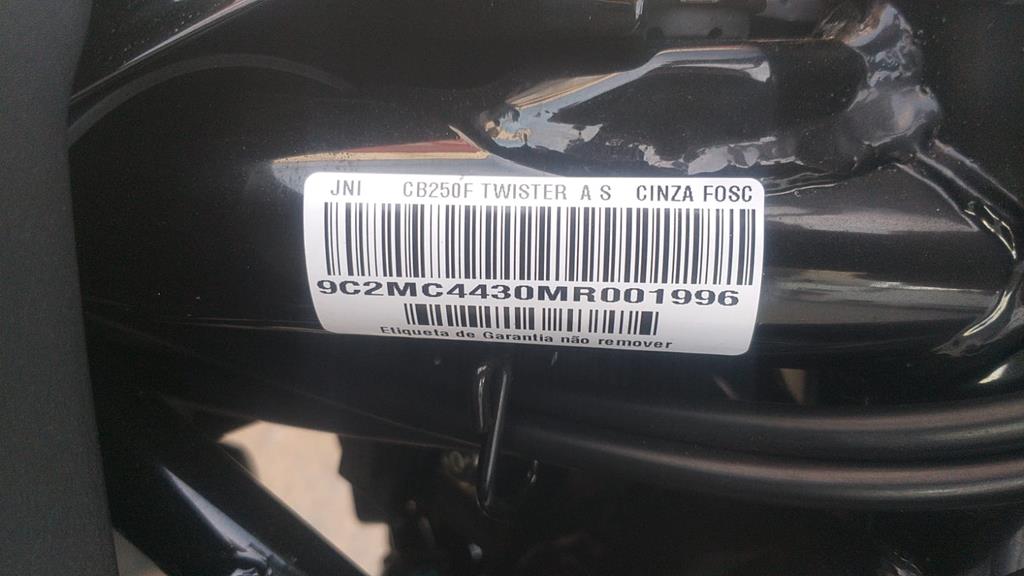 JNI CB250F TWISTER A S CINZA FOSC
9C2MC4430MR001996
Etiqueta de Garantia não remover